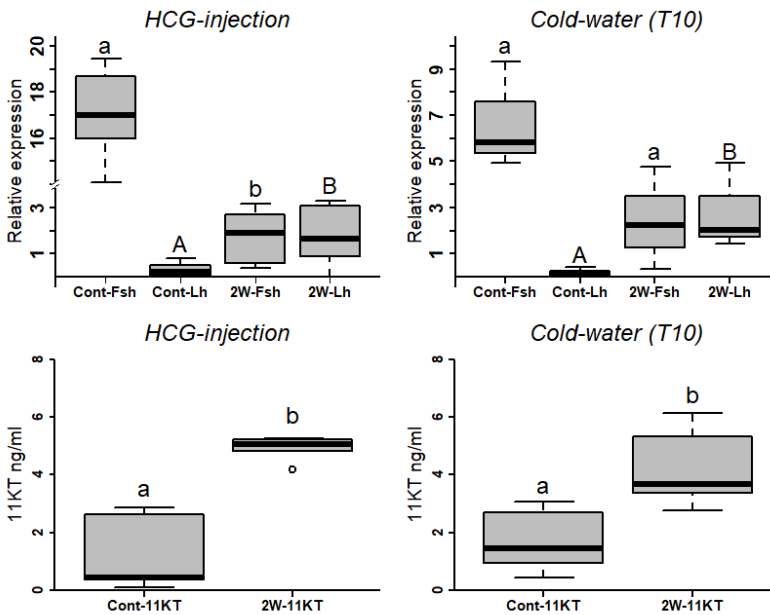 HCG-injection
Cold-water (T10)
Relative expression
20
18
16
3
1
a
A
b
B
Cont-Fsh Cont-Lh 2W-Fsh 2W-Lh
Relative expression
9
7
5
3
1
a
A
a
B
Cont-Fsh Cont-Lh 2W-Fsh 2W-Lh
HCG-injection
Cold-water (T10)
11KT ng/ml
8
6
4
2
0
a
b
Cont-11KT 2W-11KT
11KT ng/ml
8
6
4
2
0
a
b
Cont-11KT 2W-11KT